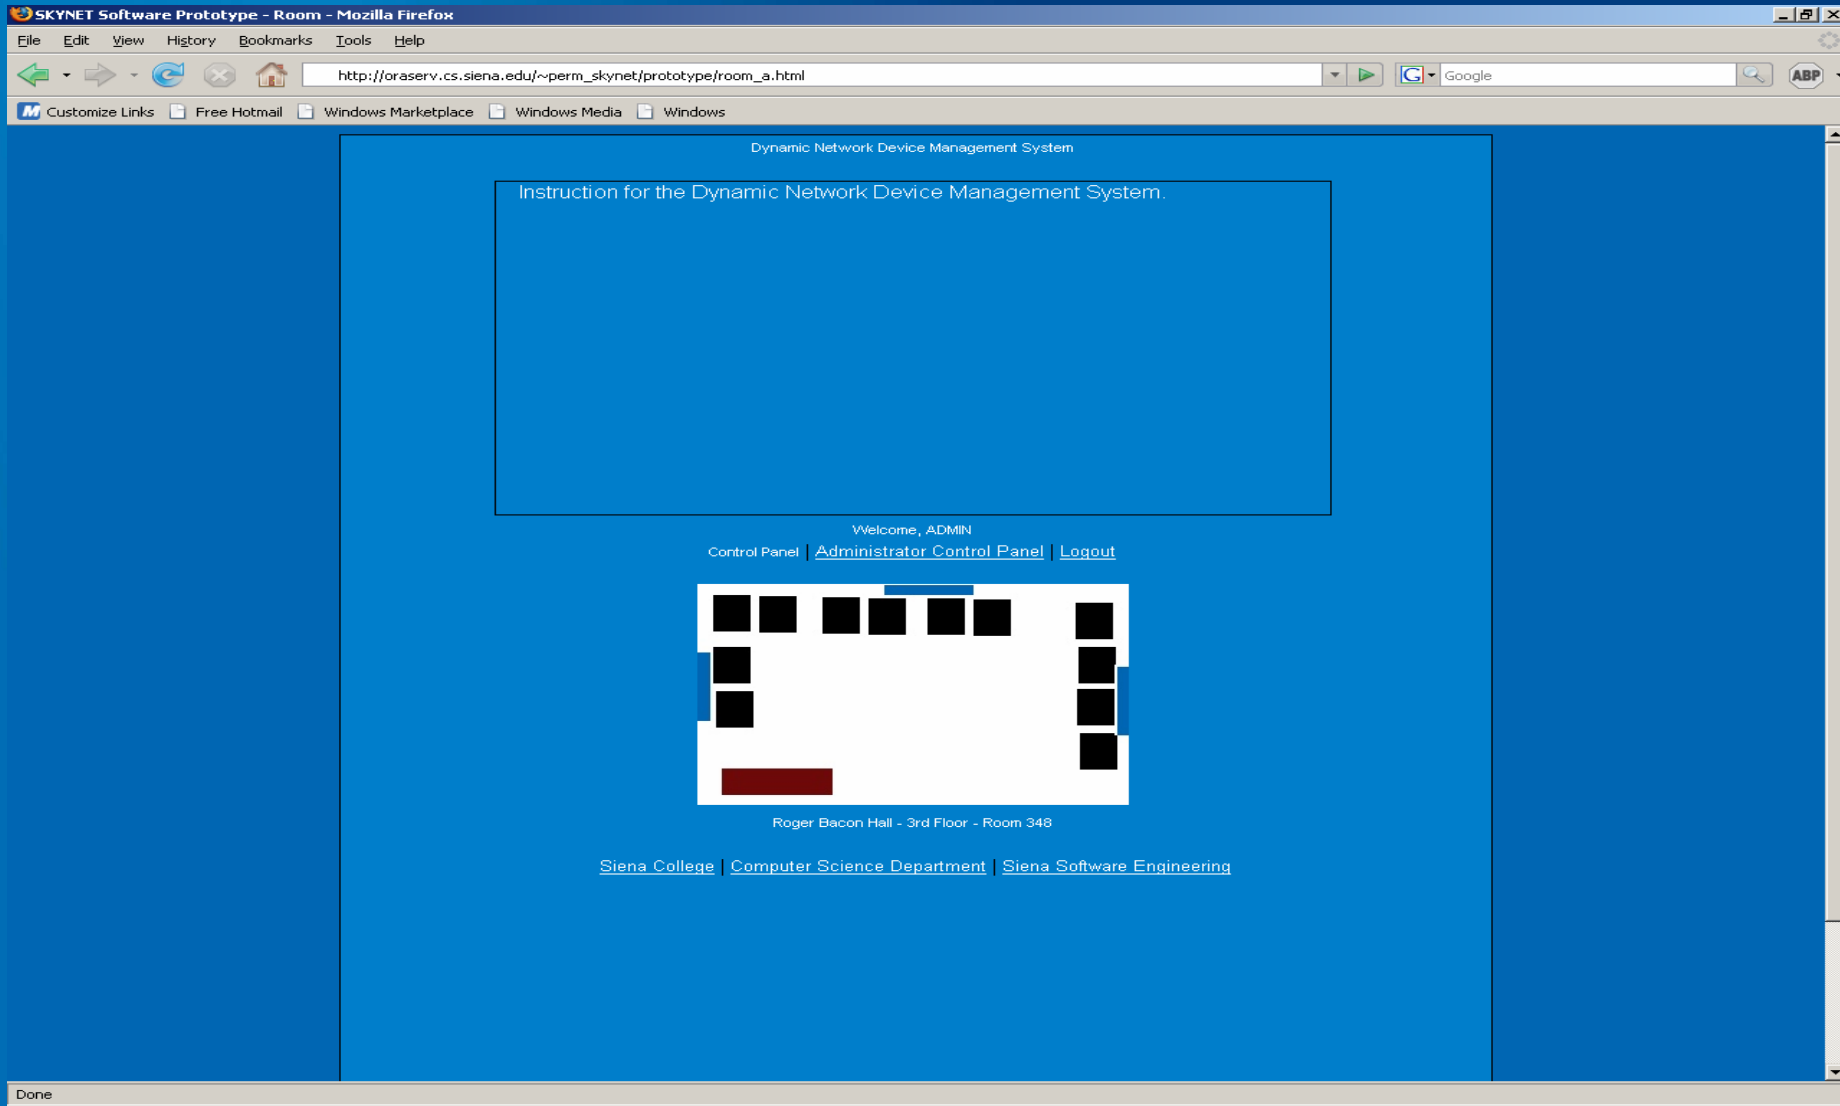 SKYNET Software Prototype - Room - Mozilla Firefox
File Edit View History Bookmarks Tools Help
http://oraserv.cs.siena.edu/~perm_skynet/prototype/room_a.html G Google ABP
M Customize Links Free Hotmail Windows Marketplace Windows Media Windows
Dynamic Network Device Management System
Instruction for the Dynamic Network Device Management System.
Welcome, ADMIN
Control Panel | Administrator Control Panel | Logout
Roger Bacon Hall - 3rd Floor - Room 348
Siena College | Computer Science Department | Siena Software Engineering
Done